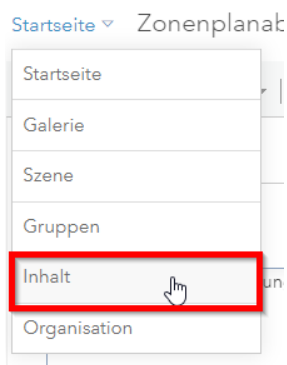 Startseite Zonenplanab
Startseite
Galerie
Szene
Gruppen
Inhalt
Organisation